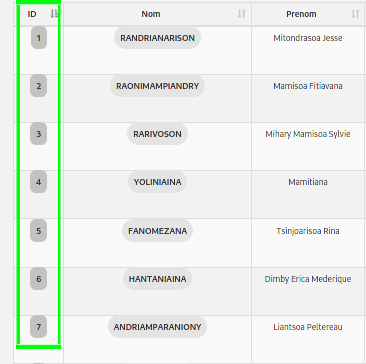 ID Nom Prenom
1 RANDRIANARISON Mitondrasoa Jesse
2 RAONIMAMPIANDRY Mamisoa Fitiavana
3 RARIVOSON Mihary Mamisoa Sylvie
4 YOLINIAINA Mamitiana
5 FANOMEZANA Tsinjoarisoa Rina
6 HANTANIAINA Dimby Erica Mederique
7 ANDRIAMPARANIONY Liantsoa Peltereau